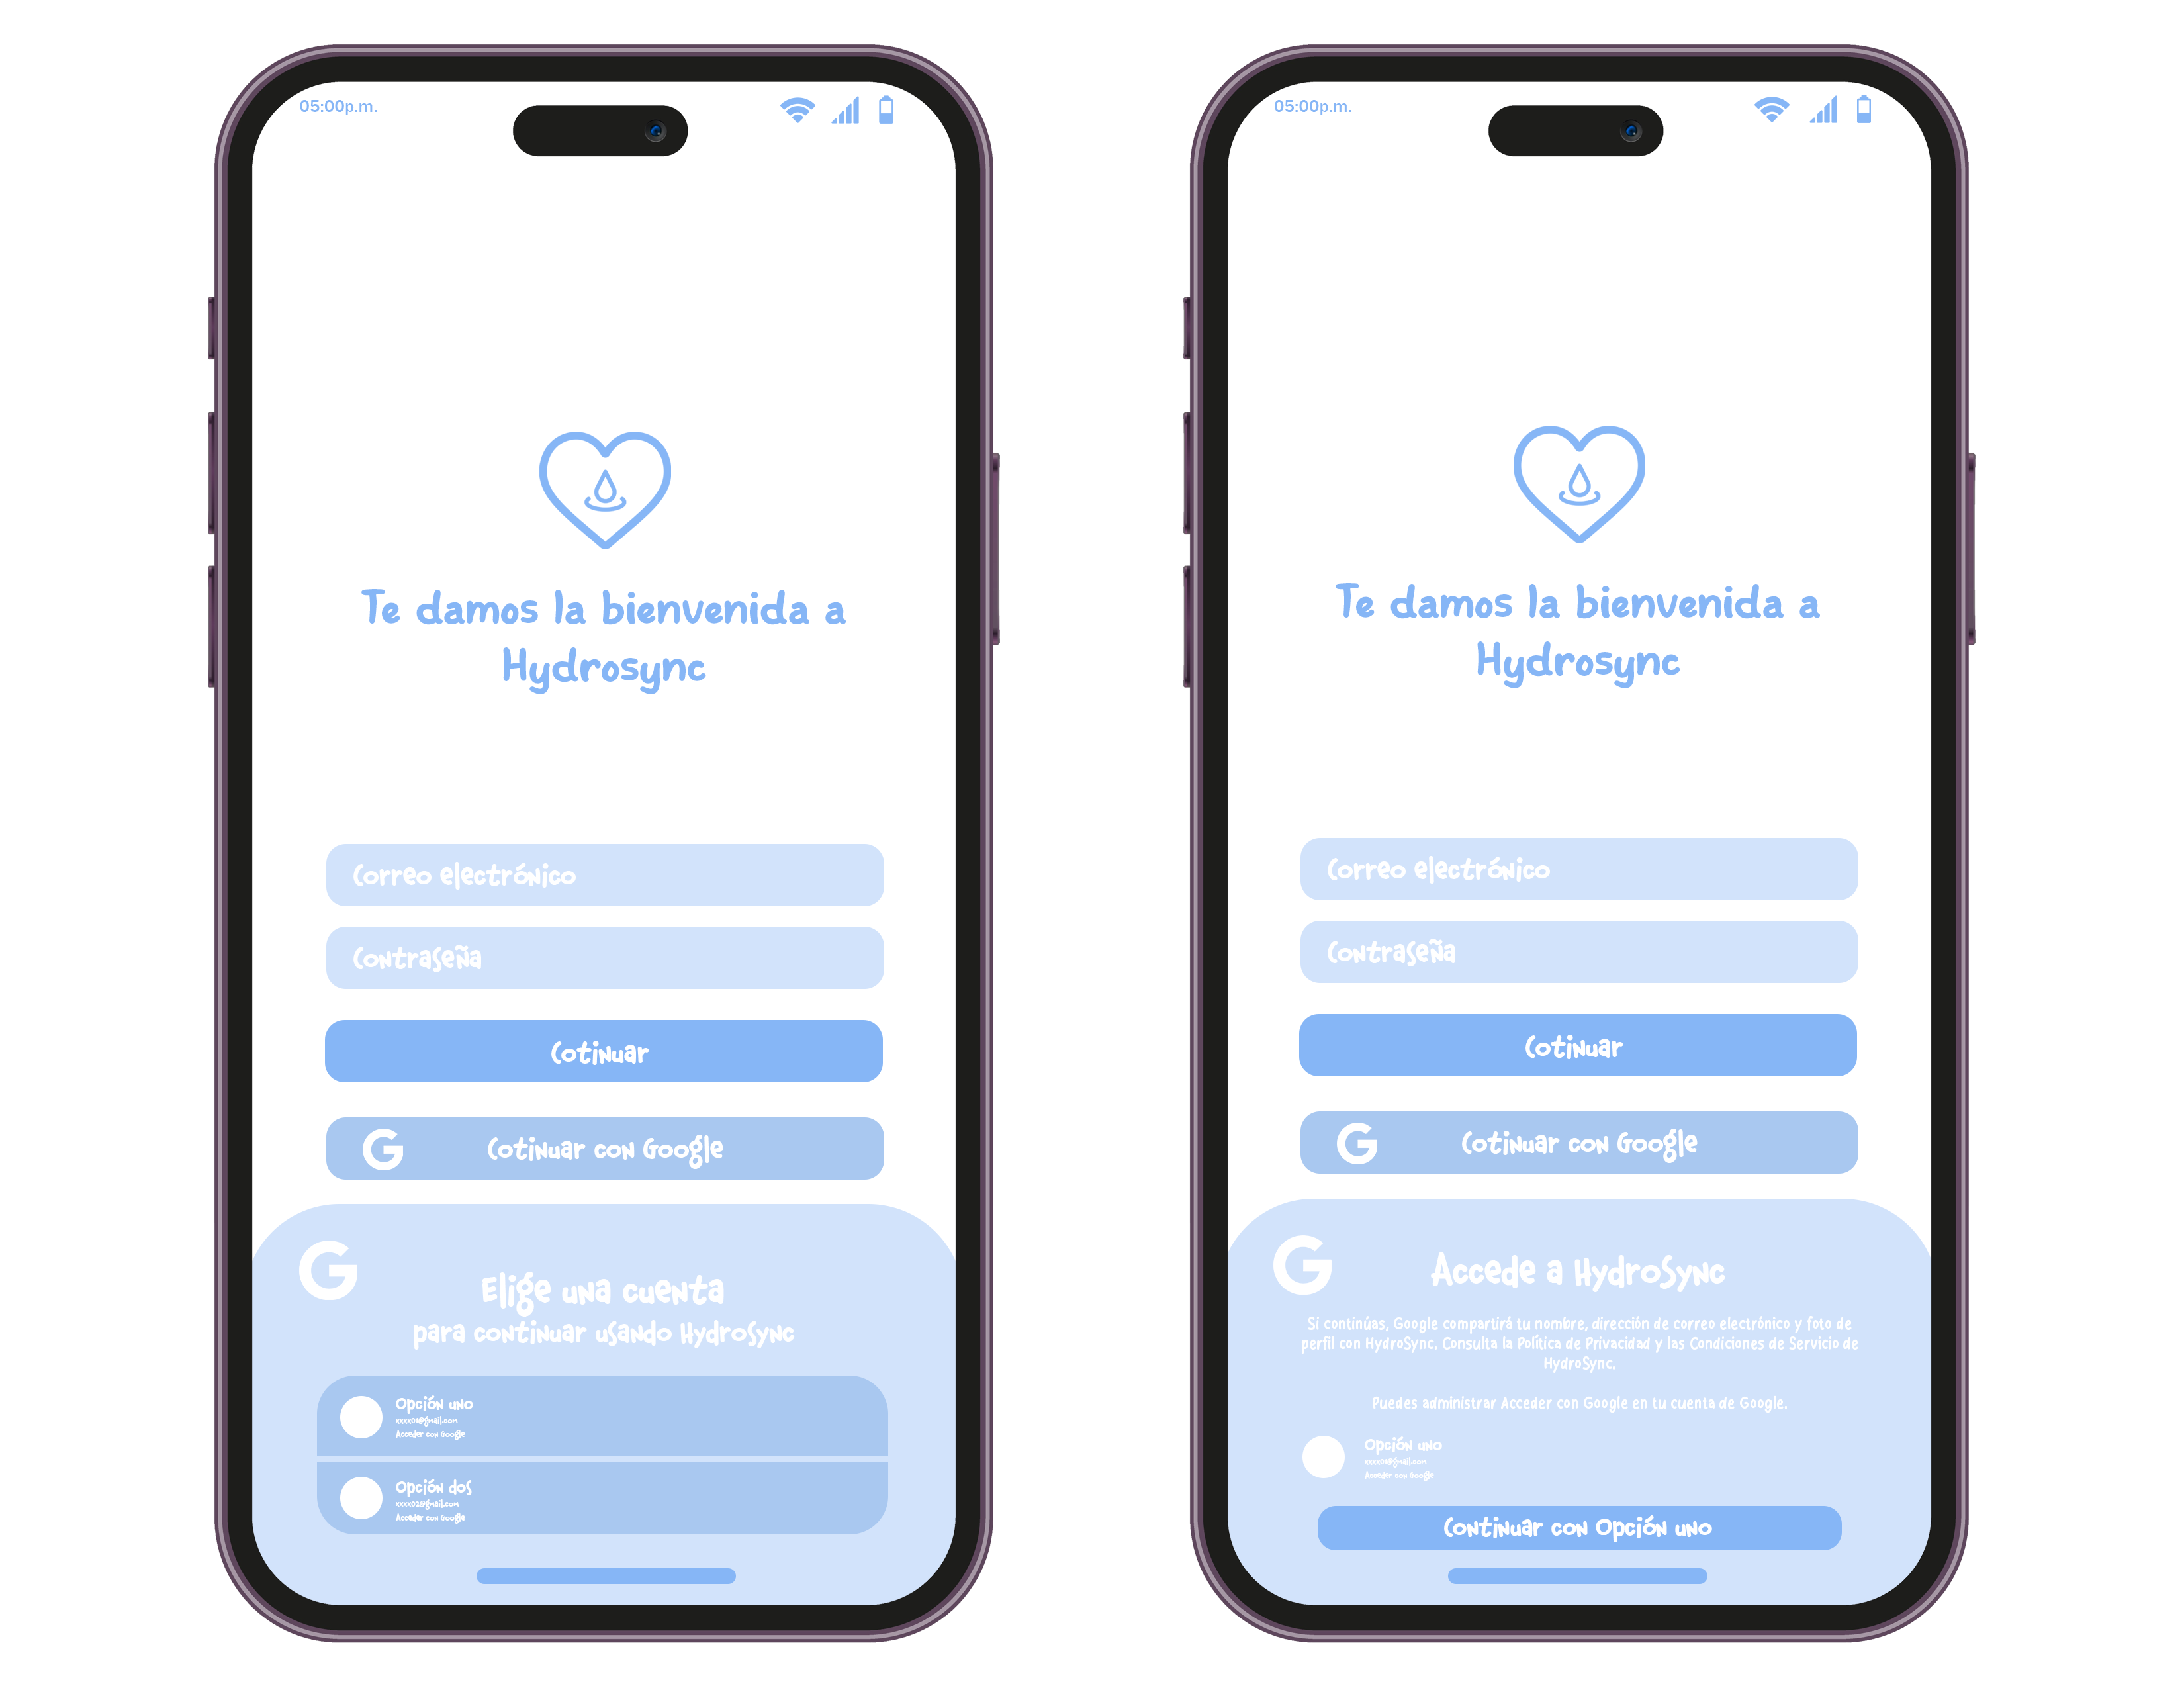 05:00p.m.
Te damos la bienvenida a
Hydrosync
Correo electrónico
Contraseña
Cotinuar
G Cotinuar con Google
G
Elige una cuenta
para continuar usando HydroSync
Opción uno
xxxx01@gmail.com
Acceder con Google
Opción dos
xxxx02@gmail.com
Acceder con Google
05:00p.m.
Te damos la bienvenida a
Hydrosync
Correo electrónico
Contraseña
Cotinuar
G Cotinuar con Google
G
Accede a HydroSync
Si continúas, Google compartirá tu nombre, dirección de correo electrónico y foto de
perfil con HydroSync. Consulta la Política de Privacidad y las Condiciones de Servicio de
HydroSync.
Puedes administrar Acceder con Google en tu cuenta de Google.
Opción uno
xxxx01@gmail.com
Acceder con Google
Continuar con Opción uno